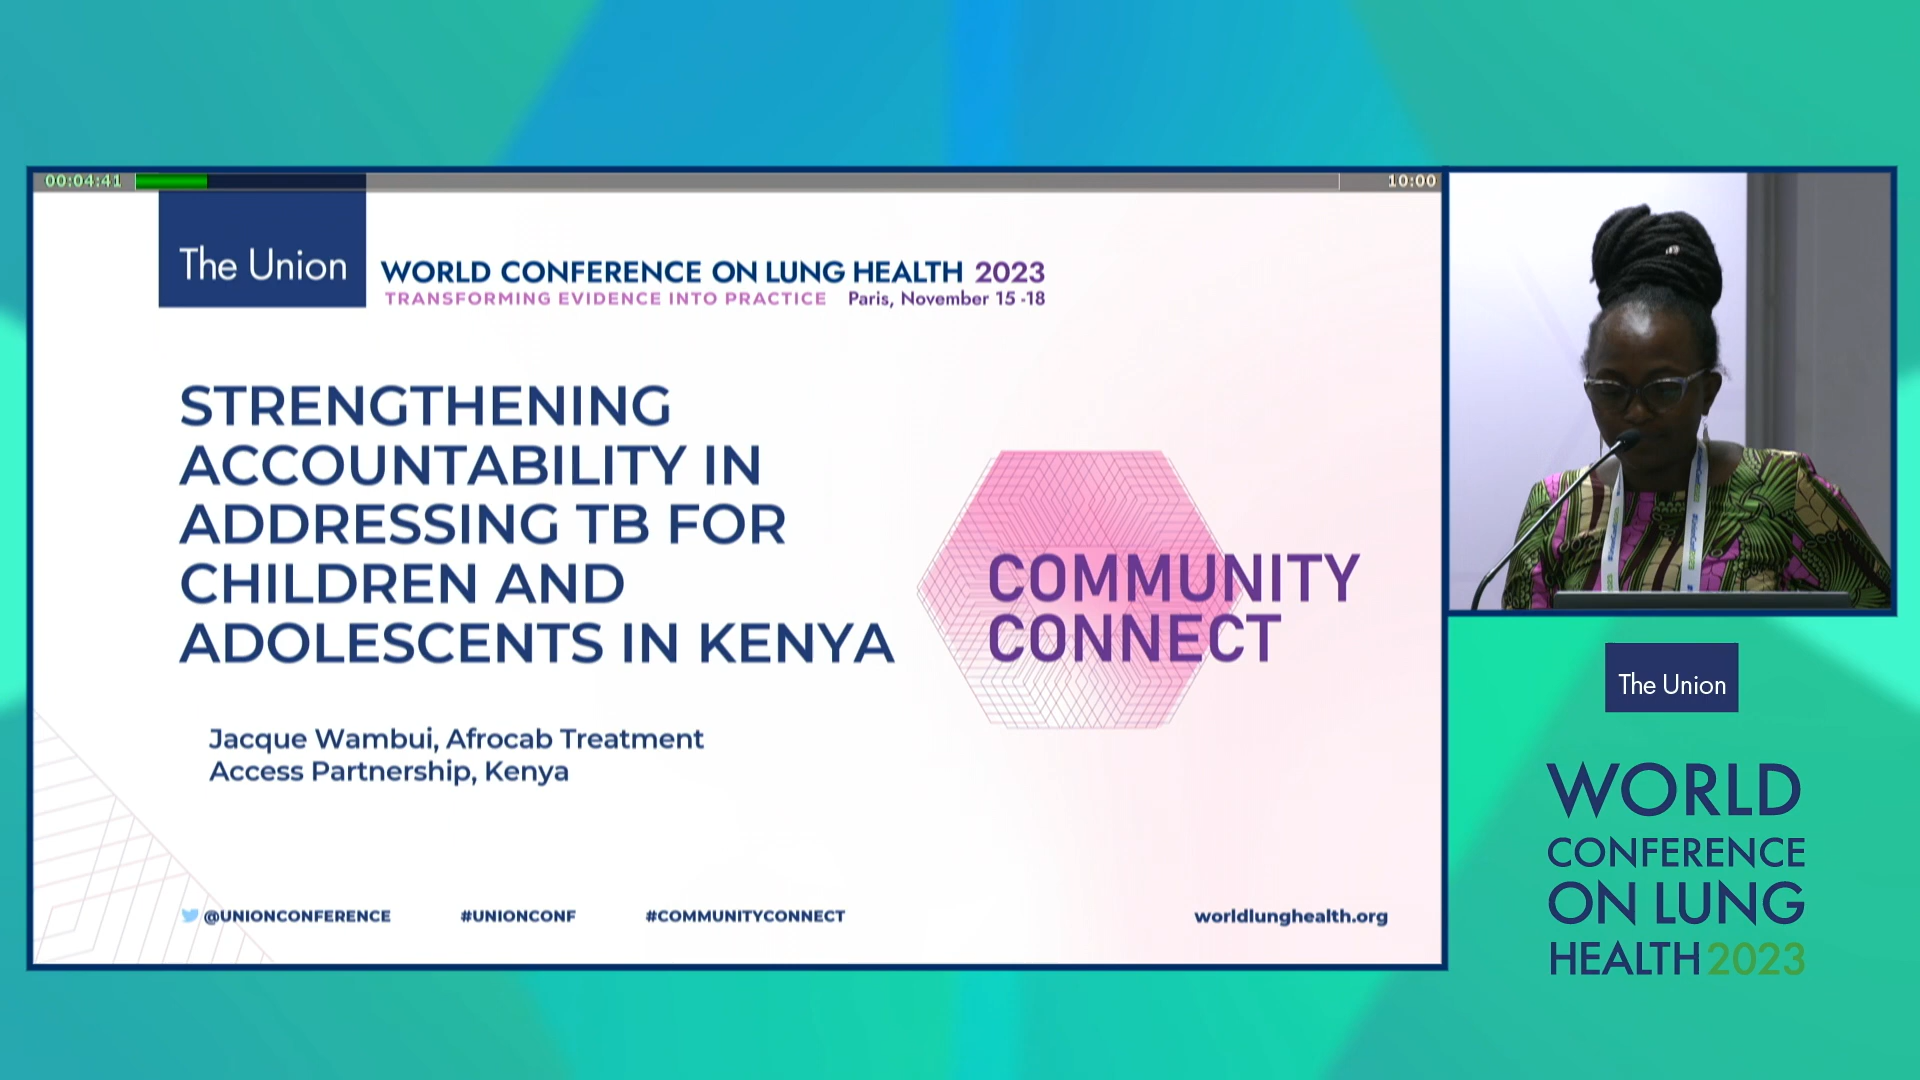 00:04:41
10:00
The Union
WORLD CONFERENCE ON LUNG HEALTH 2023
TRANSFORMING EVIDENCE INTO PRACTICE Paris, November 15 -18
STRENGTHENING
ACCOUNTABILITY IN
ADDRESSING TB FOR
CHILDREN AND
ADOLESCENTS IN KENYA
COMMUNITY
CONNECT
Jacque Wambui, Afrocab Treatment
Access Partnership, Kenya
@UNIONCONFERENCE
#UNIONCONF
#COMMUNITYCONNECT
worldlunghealth.org
The Union
WORLD
CONFERENCE
ON LUNG
HEALTH 2023